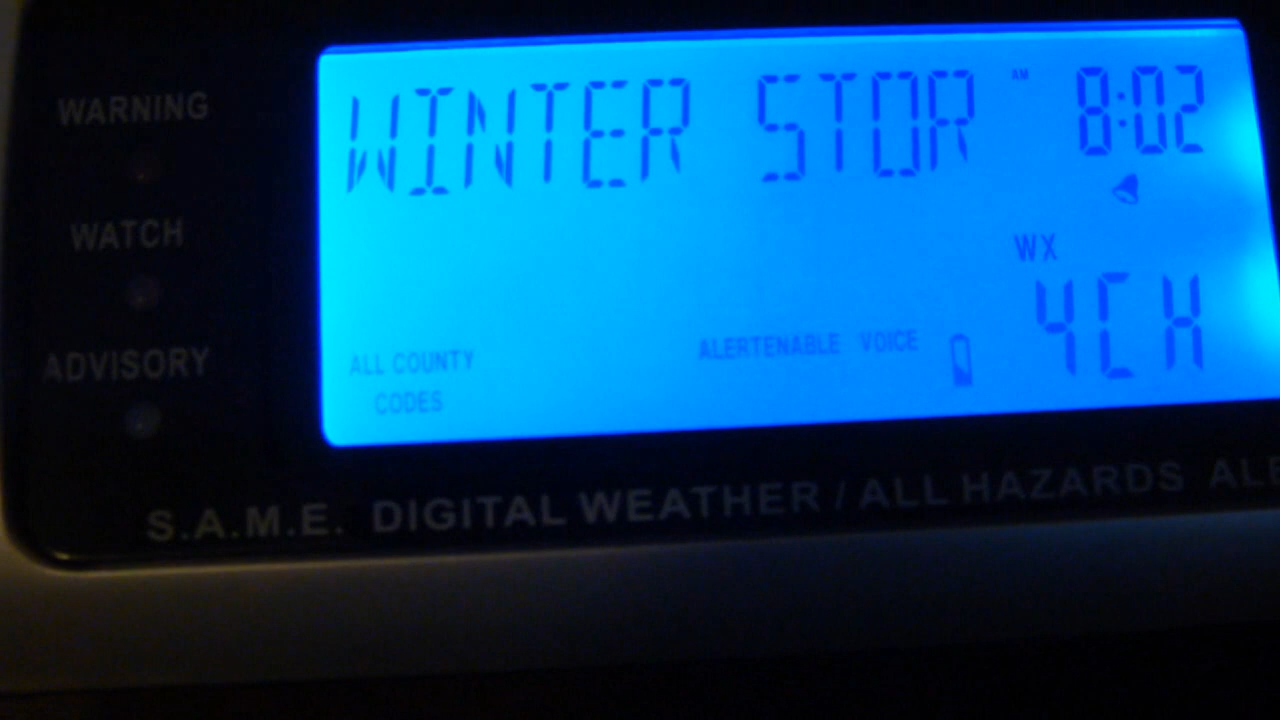 WARNING
WATCH
ADVISORY
WINTER STOR AM 8:02
WX
4CH
ALL COUNTY
CODES
ALERTENABLE VOICE
S.A.M.E. DIGITAL WEATHER / ALL HAZARDS ALE